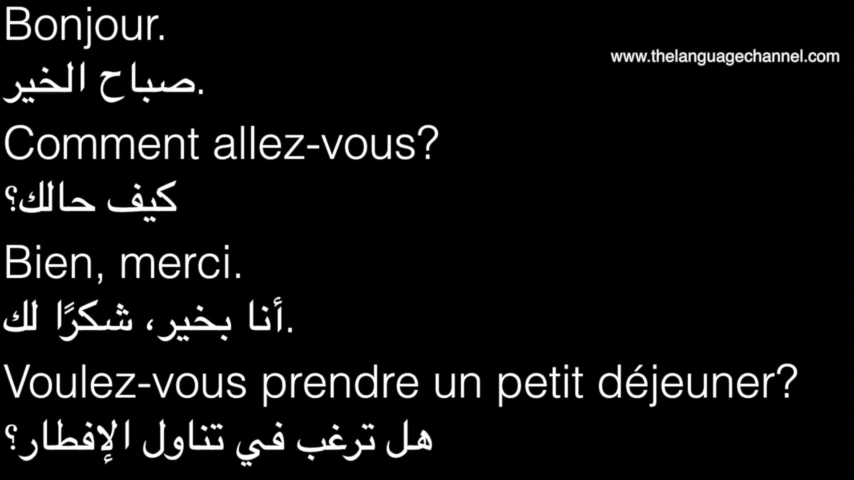 Bonjour.
www.thelanguagechannel.com
صباح الخير.
Comment allez-vous?
كيف حالك؟
Bien, merci.
أنا بخير، شكرًا لك.
Voulez-vous prendre un petit déjeuner?
هل ترغب في تناول الإفطار؟